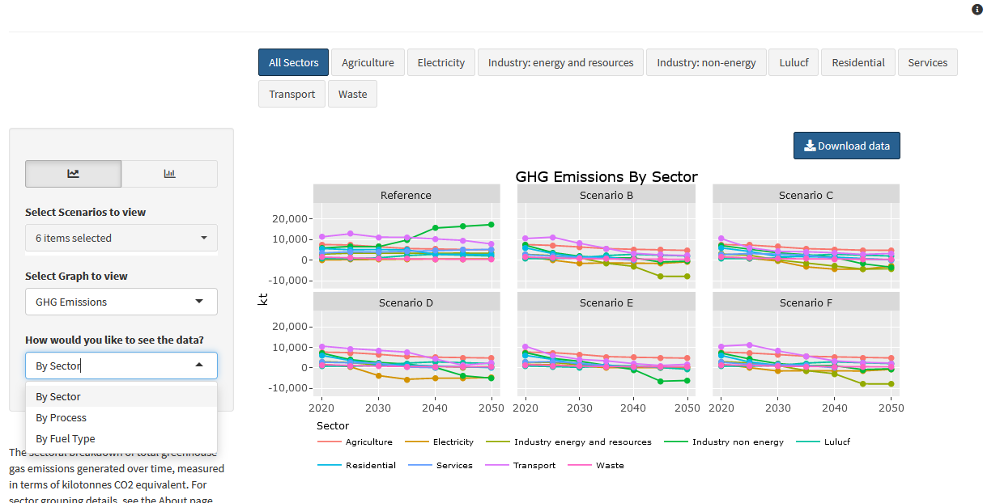 All Sectors Agriculture Electricity Industry: energy and resources Industry: non-energy Lulucf Residential Services
Transport Waste
Download data
Select Scenarios to view
6 items selected
Select Graph to view
GHG Emissions
How would you like to see the data?
By Sector
By Sector
By Process
By Fuel Type
The sectoral breakdown of total greenhouse
gas emissions generated over time, measured
in terms of kilotonnes CO2 equivalent. For
sector grouping details, see the About page
GHG Emissions By Sector
Reference Scenario B Scenario C
20,000
10,000
0
-10,000
kt
Scenario D Scenario E Scenario F
20,000
10,000
0
-10,000
2020 2030 2040 2050 2020 2030 2040 2050 2020 2030 2040 2050
Sector
Agriculture Electricity Industry energy and resources Industry non energy Lulucf
Residential Services Transport Waste